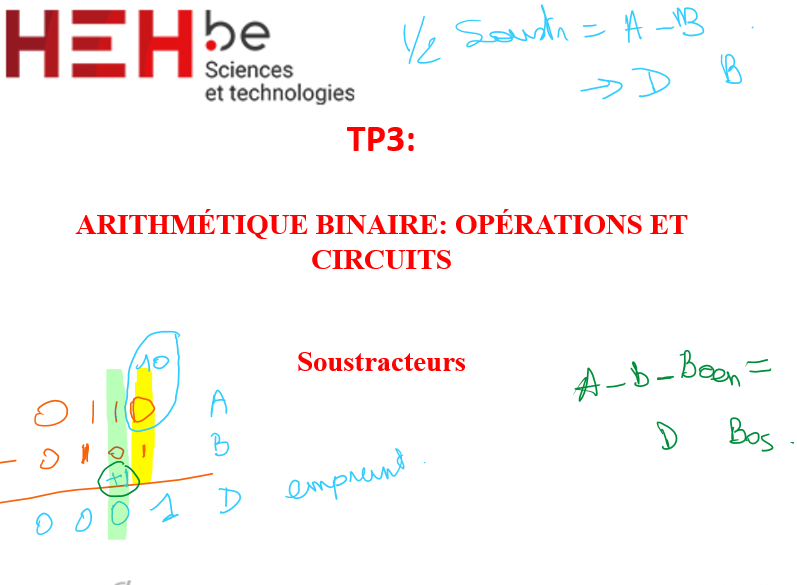 HEH.be
Sciences
et technologies
1/2 Soustr = A - B
→ D B
TP3:
ARITHMÉTIQUE BINAIRE: OPÉRATIONS ET
CIRCUITS
Soustracteurs
10
0 1 1 0 A
- 0 1 0 1 B
+1
0 0 0 1 D
emprunt.
A - B - Boen =
D Bos.